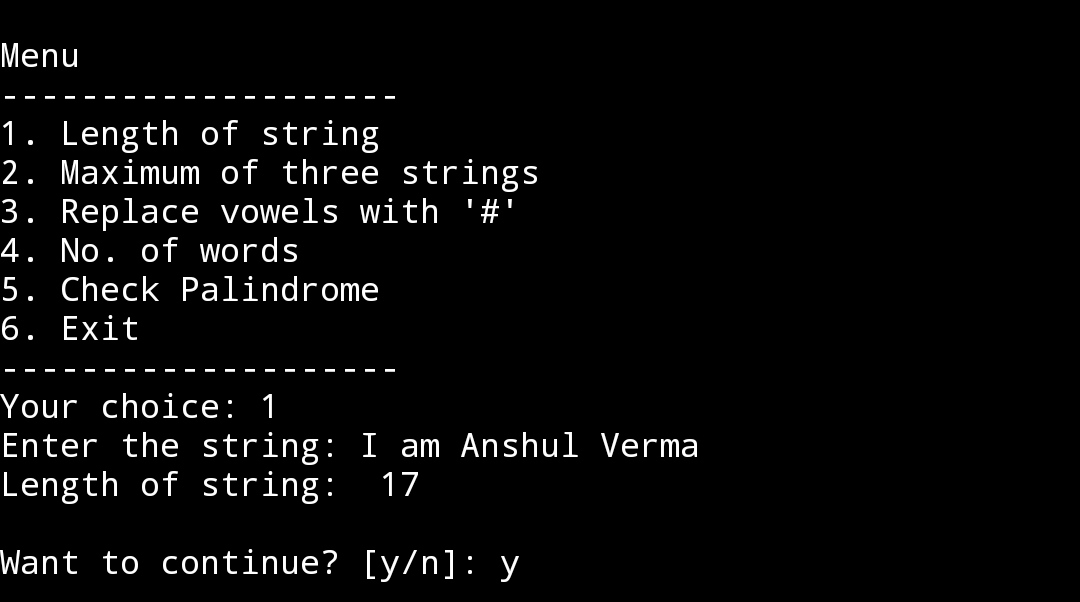 Menu
--------------------
1. Length of string
2. Maximum of three strings
3. Replace vowels with '#'
4. No. of words
5. Check Palindrome
6. Exit
--------------------
Your choice: 1
Enter the string: I am Anshul Verma
Length of string:  17
Want to continue? [y/n]: y